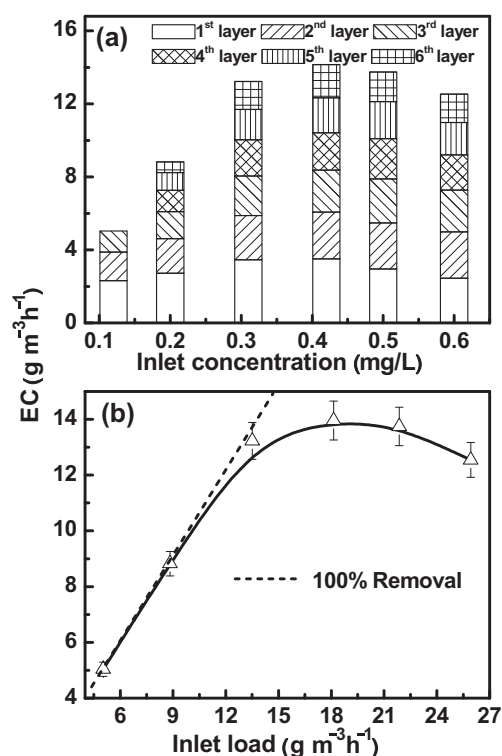 (a)
1st layer 2nd layer 3rd layer
4th layer 5th layer 6th layer
16
12
8
4
0
0.1 0.2 0.3 0.4 0.5 0.6
Inlet concentration (mg/L)
EC (g m⁻³h⁻¹)
(b)
14
12
10
8
6
4
100% Removal
6 9 12 15 18 21 24 27
Inlet load (g m⁻³h⁻¹)